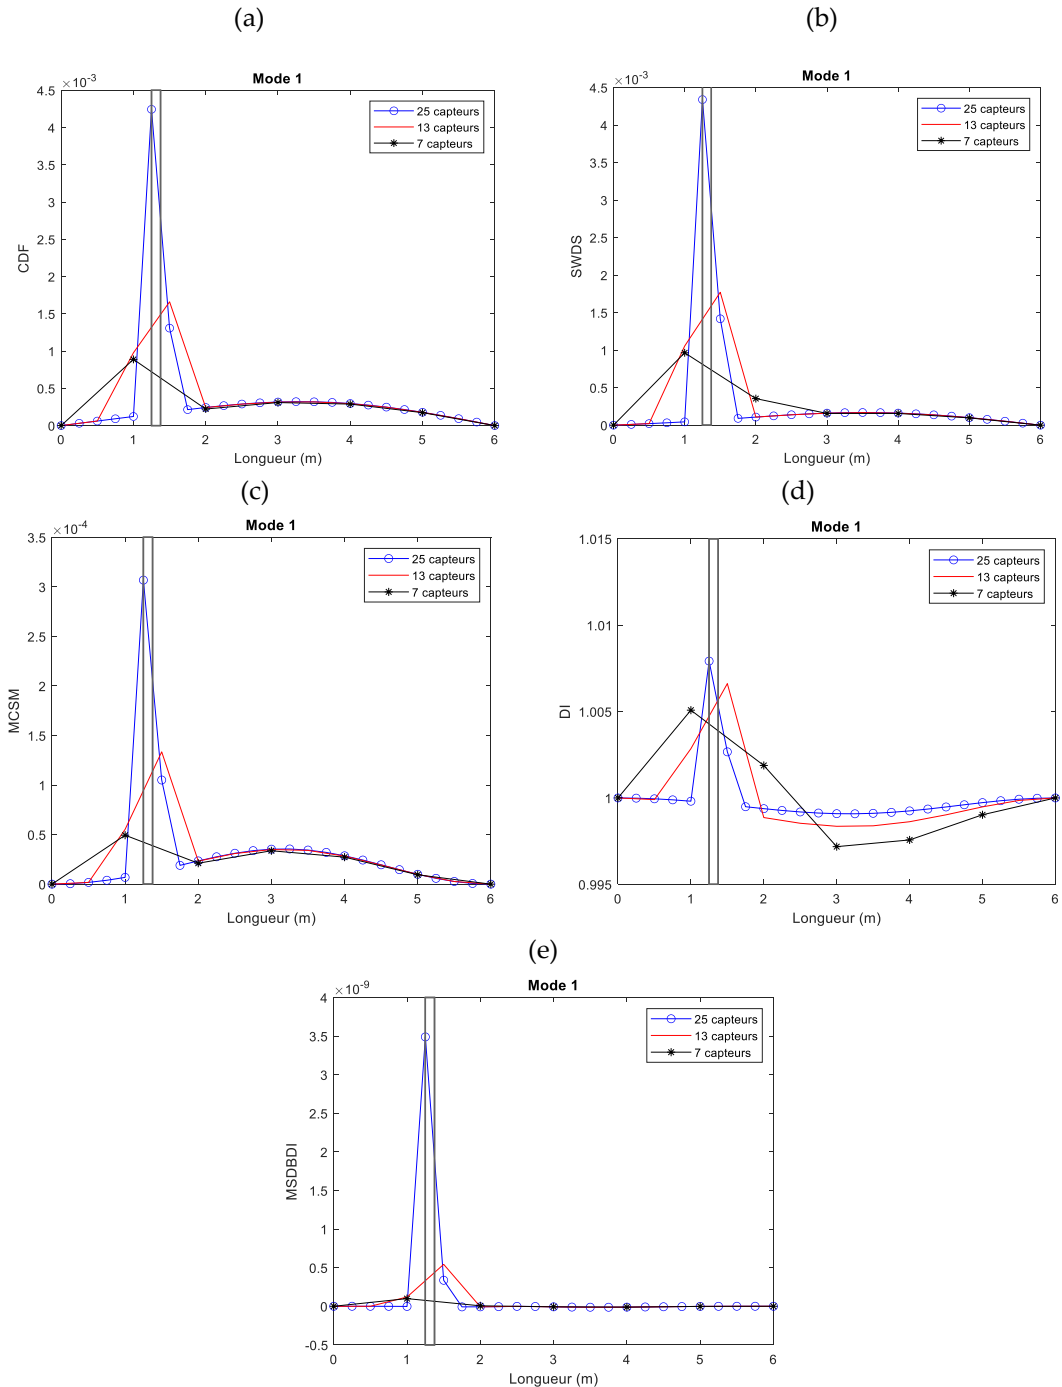 (a)
Mode 1
×10⁻³
4.5
4
3.5
3
2.5
2
1.5
1
0.5
0
CDF
25 capteurs
13 capteurs
7 capteurs
0 1 2 3 4 5 6
Longueur (m)
(b)
Mode 1
×10⁻³
4.5
4
3.5
3
2.5
2
1.5
1
0.5
0
SWDS
25 capteurs
13 capteurs
7 capteurs
0 1 2 3 4 5 6
Longueur (m)
(c)
Mode 1
×10⁻⁴
3.5
3
2.5
2
1.5
1
0.5
0
MCSM
25 capteurs
13 capteurs
7 capteurs
0 1 2 3 4 5 6
Longueur (m)
(d)
Mode 1
1.015
1.01
1.005
1
0.995
DI
25 capteurs
13 capteurs
7 capteurs
0 1 2 3 4 5 6
Longueur (m)
(e)
Mode 1
×10⁻⁹
4
3.5
3
2.5
2
1.5
1
0.5
0
-0.5
MSDBDI
25 capteurs
13 capteurs
7 capteurs
0 1 2 3 4 5 6
Longueur (m)